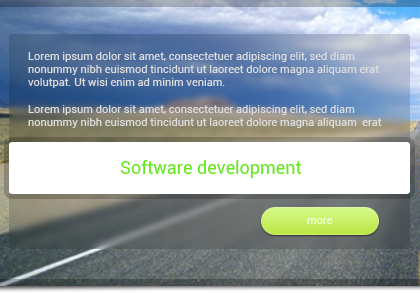 Lorem ipsum dolor sit amet, consectetuer adipiscing elit, sed diam
nonummy nibh euismod tincidunt ut laoreet dolore magna aliquam erat
volutpat. Ut wisi enim ad minim veniam.
Lorem ipsum dolor sit amet, consectetuer adipiscing elit, sed diam
nonummy nibh euismod tincidunt ut laoreet dolore magna aliquam erat
Software development
more